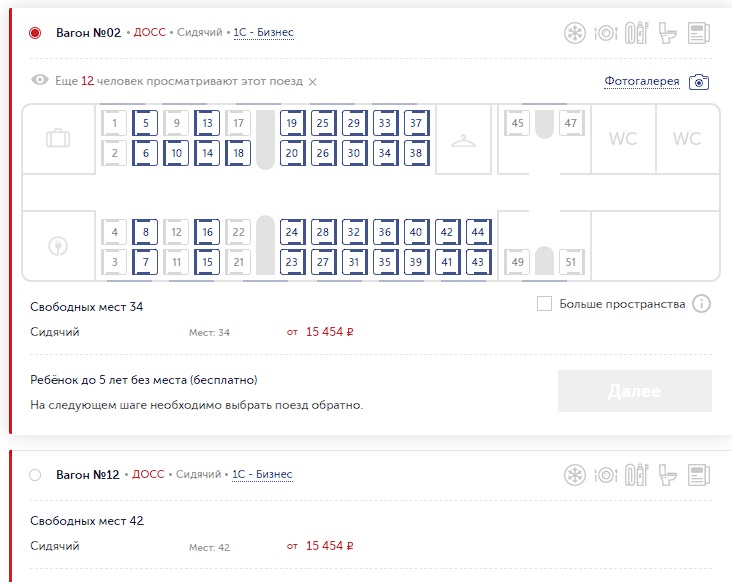 Вагон №02 • ДОСС • Сидячий • 1С - Бизнес
Еще 12 человек просматривают этот поезд ×
Фотогалерея
1 5 9 13 17 19 25 29 33 37 45 47
2 6 10 14 18 20 26 30 34 38 WC WC
4 8 12 16 22 24 28 32 36 40 42 44
3 7 11 15 21 23 27 31 35 39 41 43 49 51
Свободных мест 34
Больше пространства i
Сидячий Мест: 34 от 15 454 ₽
Ребёнок до 5 лет без места (бесплатно)
Далее
На следующем шаге необходимо выбрать поезд обратно.
Вагон №12 • ДОСС • Сидячий • 1С - Бизнес
Свободных мест 42
Сидячий Мест: 42 от 15 454 ₽